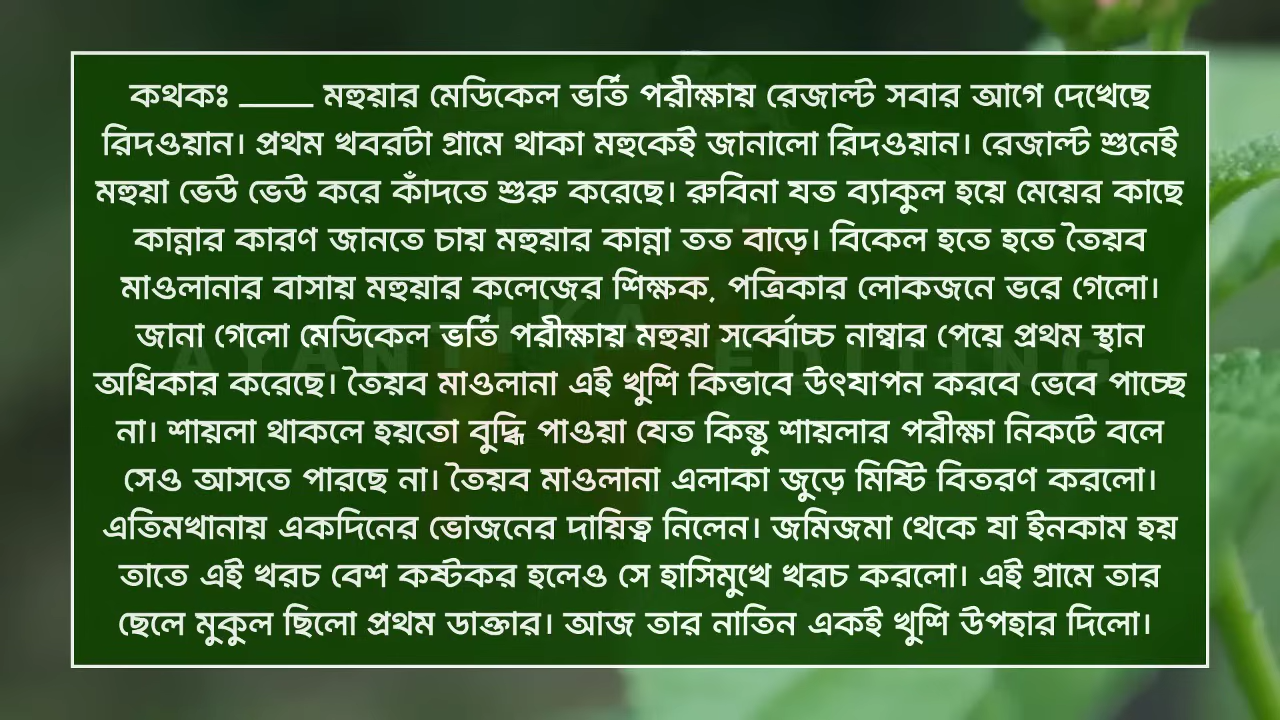 কথকঃ _____ মহুয়ার মেডিকেল ভর্তি পরীক্ষায় রেজাল্ট সবার আগে দেখেছে
রিদওয়ান। প্রথম খবরটা গ্রামে থাকা মহুকেই জানালো রিদওয়ান। রেজাল্ট শুনেই
মহুয়া ভেউ ভেউ করে কাঁদতে শুরু করেছে। রুবিনা যত ব্যাকুল হয়ে মেয়ের কাছে
কান্নার কারণ জানতে চায় মহুয়ার কান্না তত বাড়ে। বিকেল হতে হতে তৈয়ব
মাওলানার বাসায় মহুয়ার কলেজের শিক্ষক, পত্রিকার লোকজনে ভরে গেলো।
জানা গেলো মেডিকেল ভর্তি পরীক্ষায় মহুয়া সর্ব্বোচ্চ নাম্বার পেয়ে প্রথম স্থান
অধিকার করেছে। তৈয়ব মাওলানা এই খুশি কিভাবে উৎযাপন করবে ভেবে পাচ্ছে
না। শায়লা থাকলে হয়তো বুদ্ধি পাওয়া যেত কিন্তু শায়লার পরীক্ষা নিকটে বলে
সেও আসতে পারছে না। তৈয়ব মাওলানা এলাকা জুড়ে মিষ্টি বিতরণ করলো।
এতিমখানায় একদিনের ভোজনের দায়িত্ব নিলেন। জমিজমা থেকে যা ইনকাম হয়
তাতে এই খরচ বেশ কষ্টকর হলেও সে হাসিমুখে খরচ করলো। এই গ্রামে তার
ছেলে মুকুল ছিলো প্রথম ডাক্তার। আজ তার নাতিন একই খুশি উপহার দিলো।